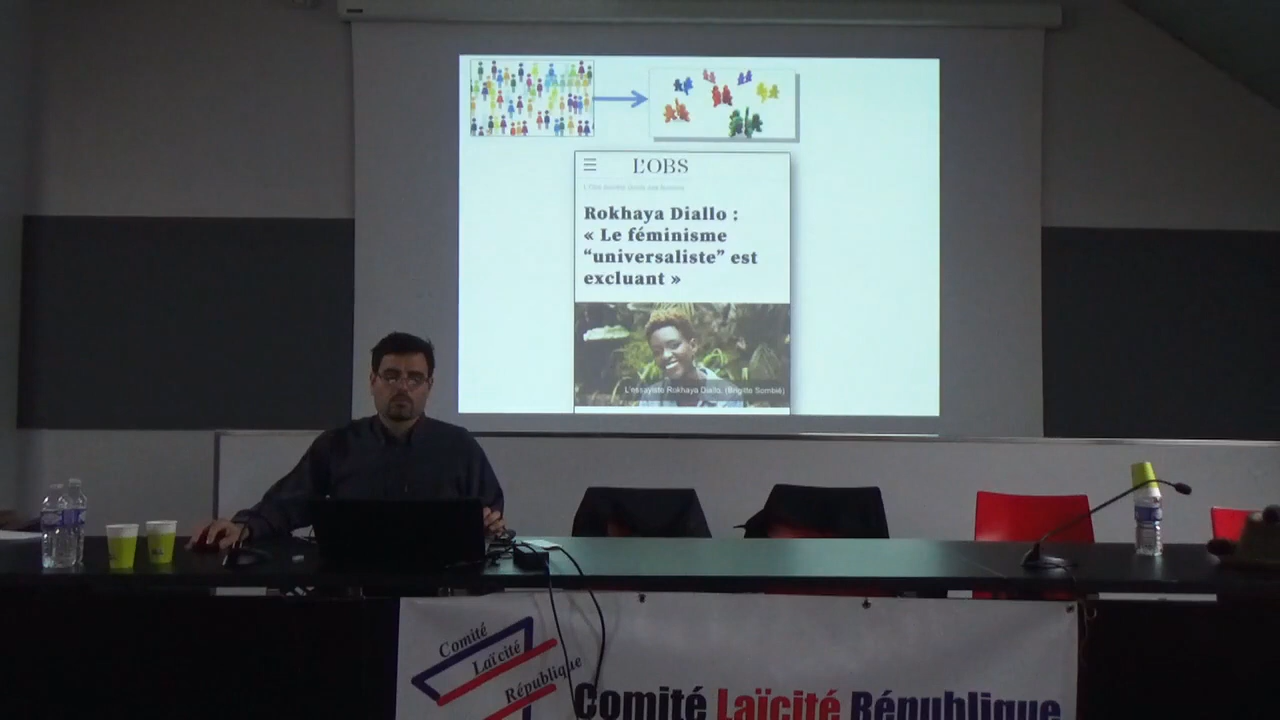 L'OBS
Rokhaya Diallo :
« Le féminisme
“universaliste” est
excluant »
L'essayiste Rokhaya Diallo. (Brigitte Sombié)
Comité
Laïcité
République
Comité Laïcité République